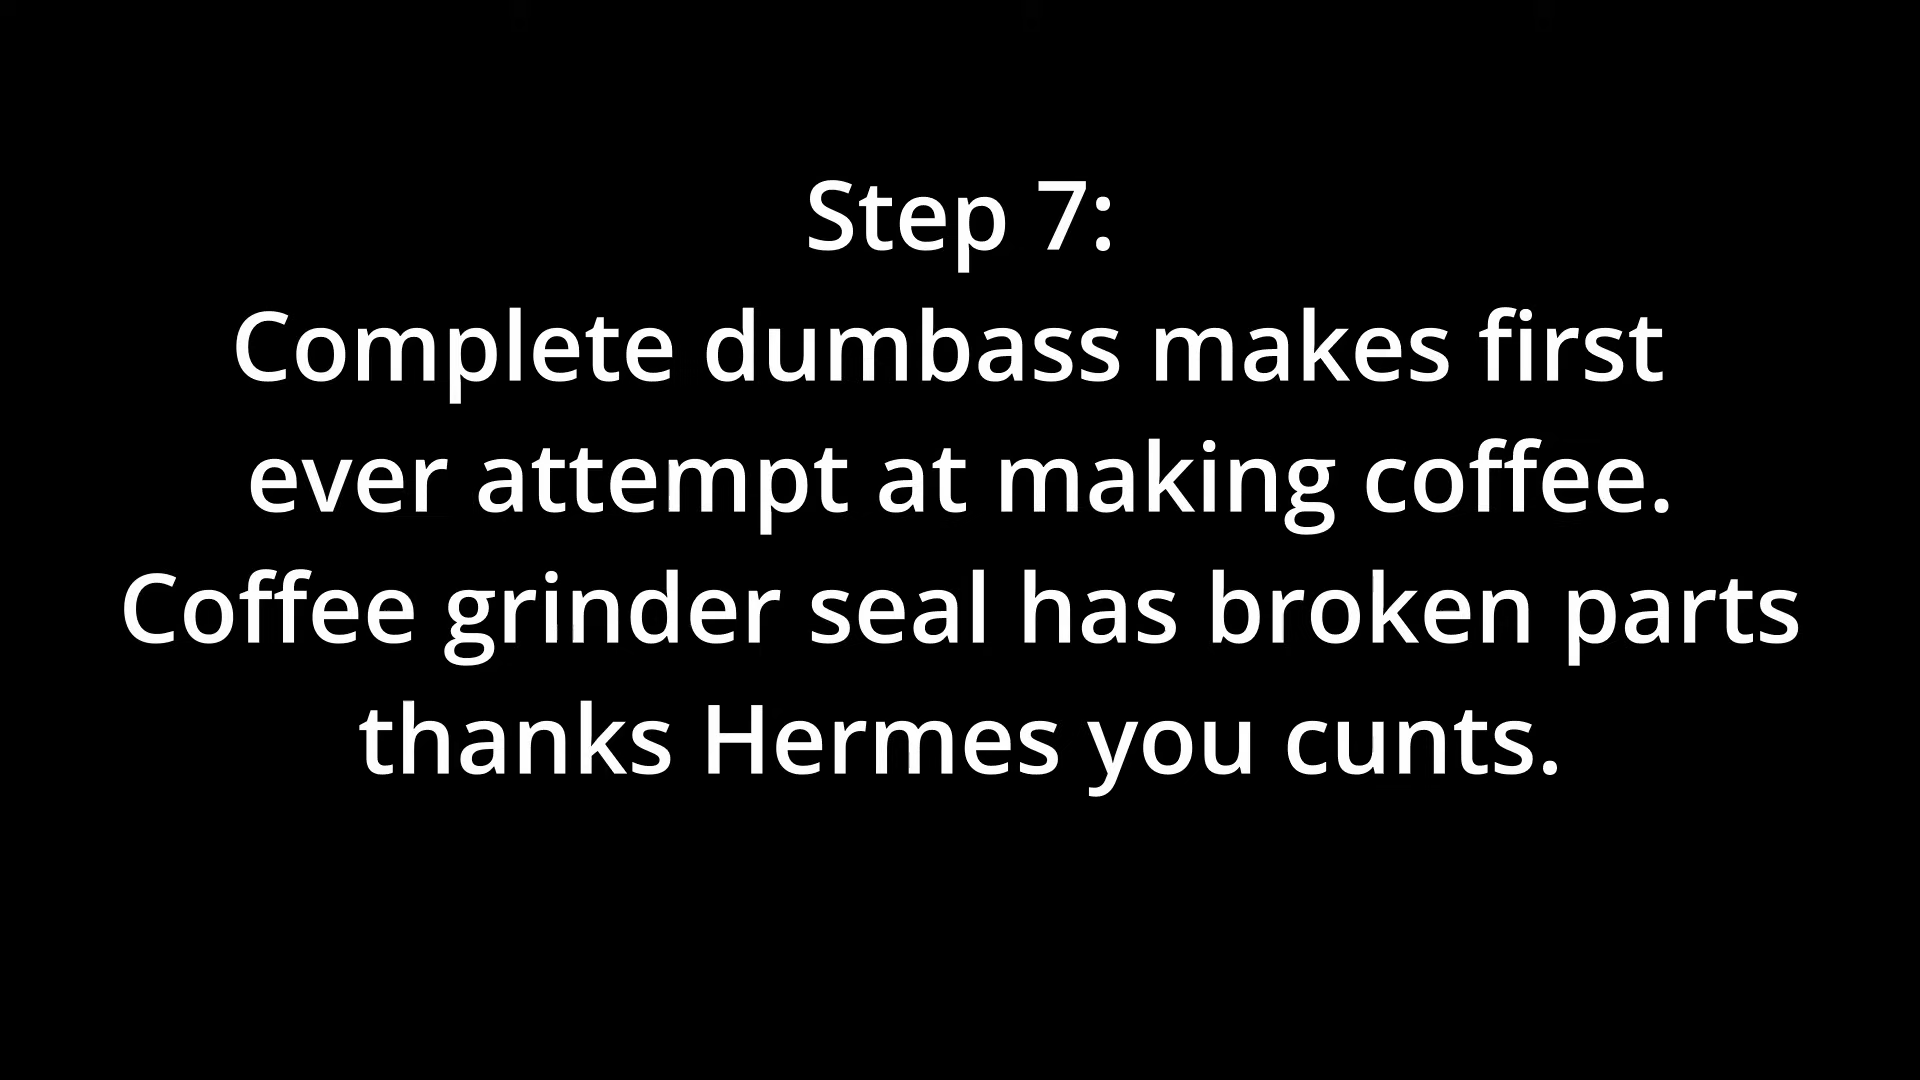 Step 7:
Complete dumbass makes first
ever attempt at making coffee.
Coffee grinder seal has broken parts
thanks Hermes you cunts.